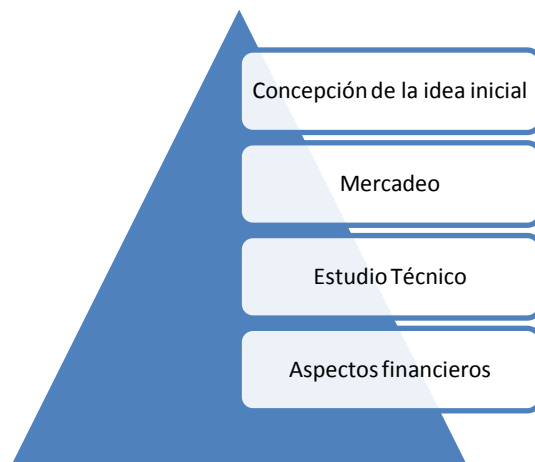 Concepción de la idea inicial
Mercadeo
Estudio Técnico
Aspectos financieros